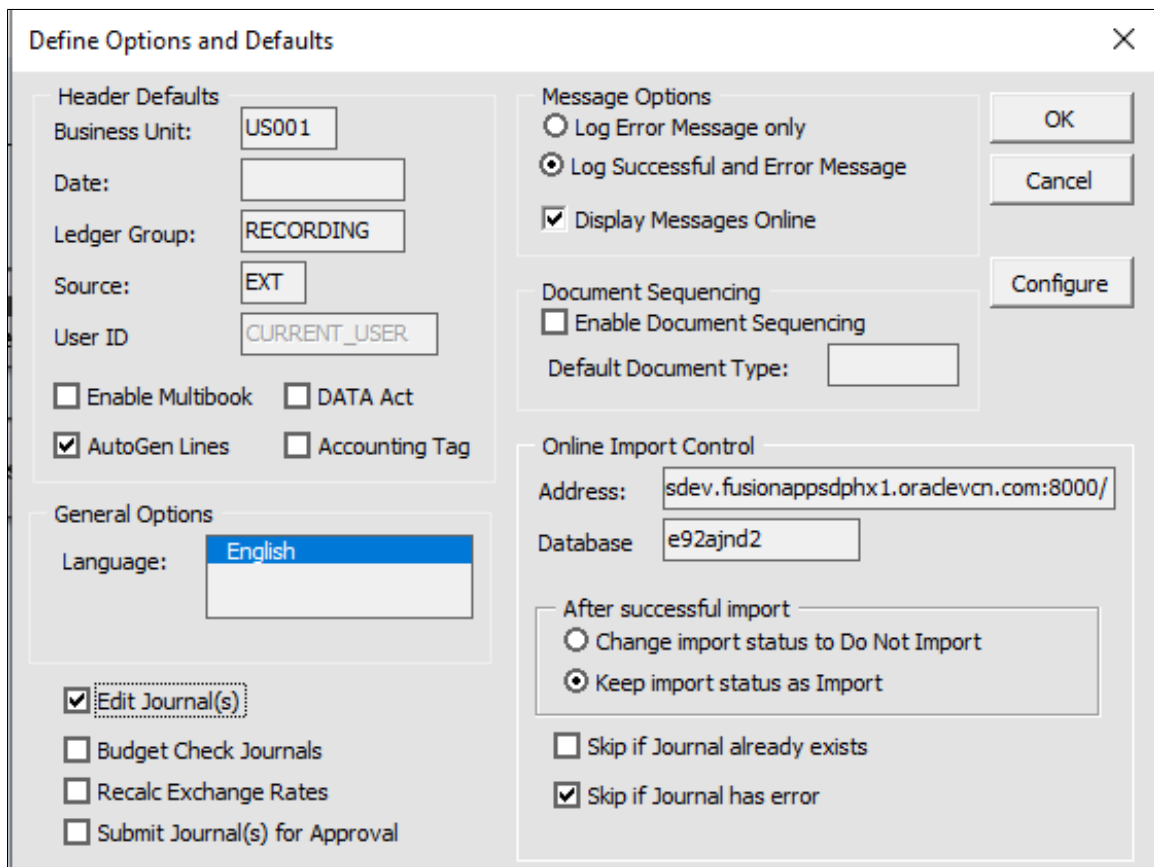 Define Options and Defaults
Header Defaults
Business Unit: US001
Date:
Ledger Group: RECORDING
Source: EXT
User ID CURRENT_USER
Enable Multibook DATA Act
AutoGen Lines Accounting Tag
General Options
Language: English
Edit Journal(s)
Budget Check Journals
Recalc Exchange Rates
Submit Journal(s) for Approval
Message Options
Log Error Message only
Log Successful and Error Message
Display Messages Online
Document Sequencing
Enable Document Sequencing
Default Document Type:
Online Import Control
Address: sdev.fusionappsdphx1.oraclevcn.com:8000/
Database e92ajnd2
After successful import
Change import status to Do Not Import
Keep import status as Import
Skip if Journal already exists
Skip if Journal has error
OK
Cancel
Configure